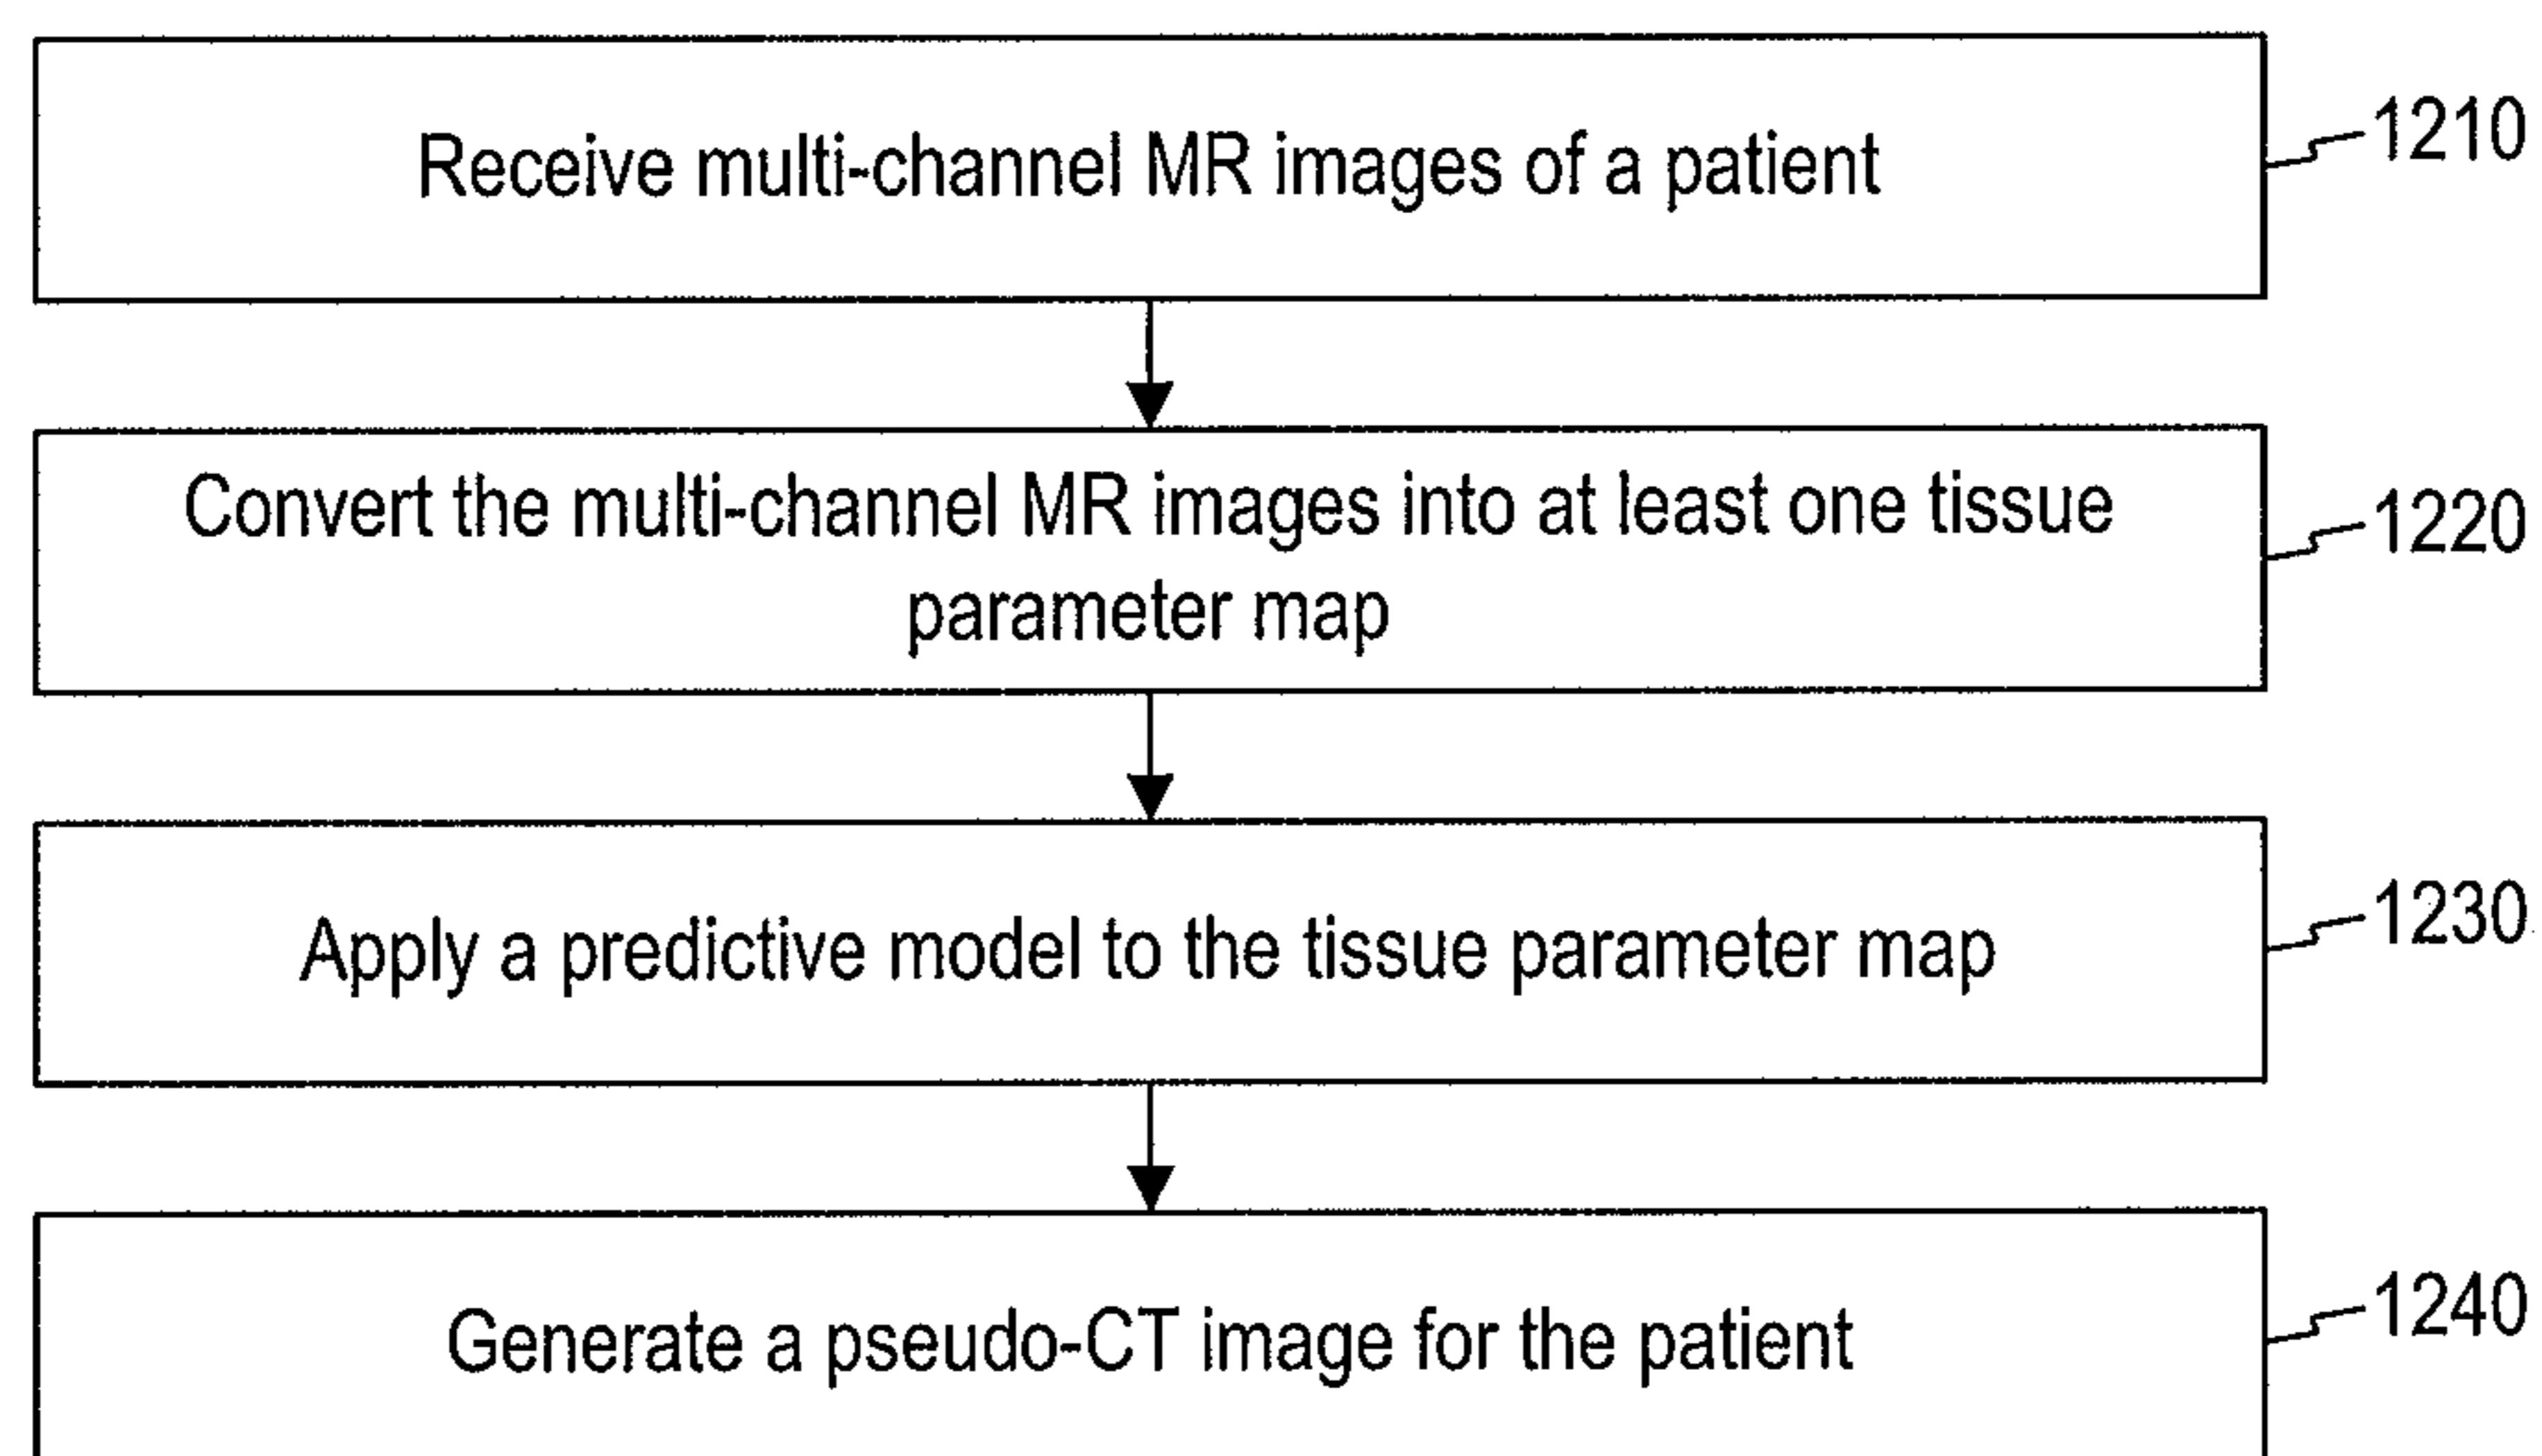 Receive multi-channel MR images of a patient
1210
Convert the multi-channel MR images into at least one tissue
parameter map
1220
Apply a predictive model to the tissue parameter map
1230
Generate a pseudo-CT image for the patient
1240